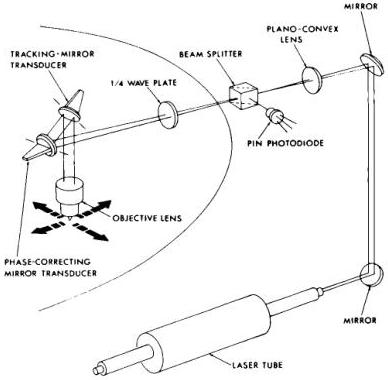 MIRROR
PLANO-CONVEX
LENS
TRACKING-MIRROR
TRANSDUCER
BEAM SPLITTER
1/4 WAVE PLATE
PIN PHOTODIODE
OBJECTIVE LENS
PHASE-CORRECTING
MIRROR TRANSDUCER
MIRROR
LASER TUBE